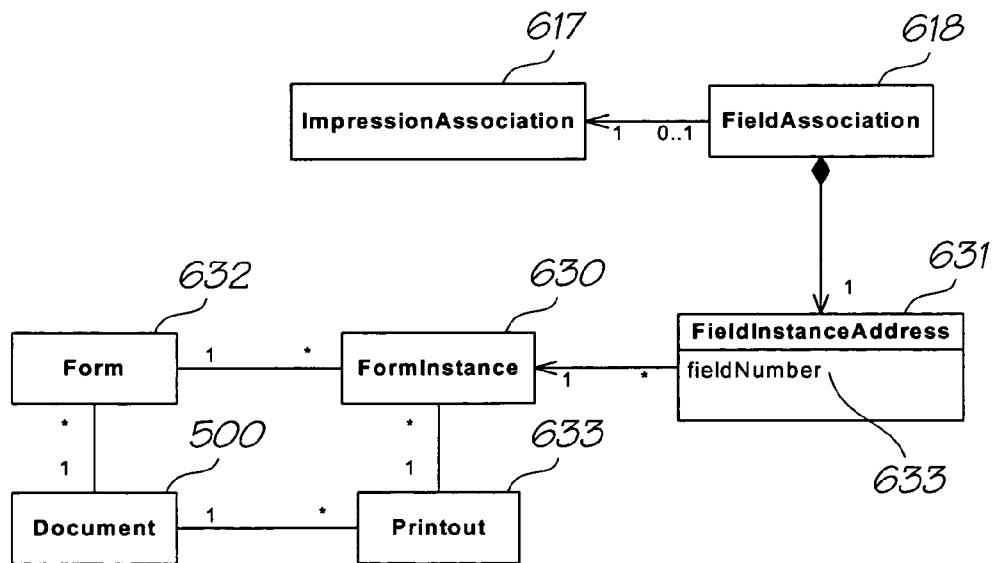 617
618
ImpressionAssociation
1
0..1
FieldAssociation
1
631
632
630
FieldInstanceAddress
fieldNumber
Form
1
*
FormInstance
1
*
633
*
1
500
*
1
633
Document
1
*
Printout